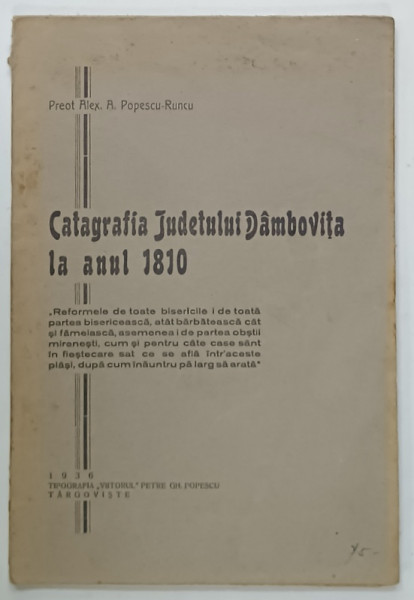 Preot Alex. A. Popescu-Runcu
Catagrafia Judetului Dâmbovița
la anul 1810
„Reformele de toate bisericile i de toată
partea bisericească, atât bărbătească cât
și fămeiască, asemenea i de partea obștii
mirenești, cum și pentru câte case sânt
în fieștecare sat ce se află într'aceste
plăși, după cum înăuntru pă larg să arată"
1936
TIPOGRAFIA „VIITORUL" PETRE GH. POPESCU
TÂRGOVIȘTE